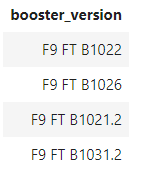 booster_version
F9 FT B1022
F9 FT B1026
F9 FT B1021.2
F9 FT B1031.2